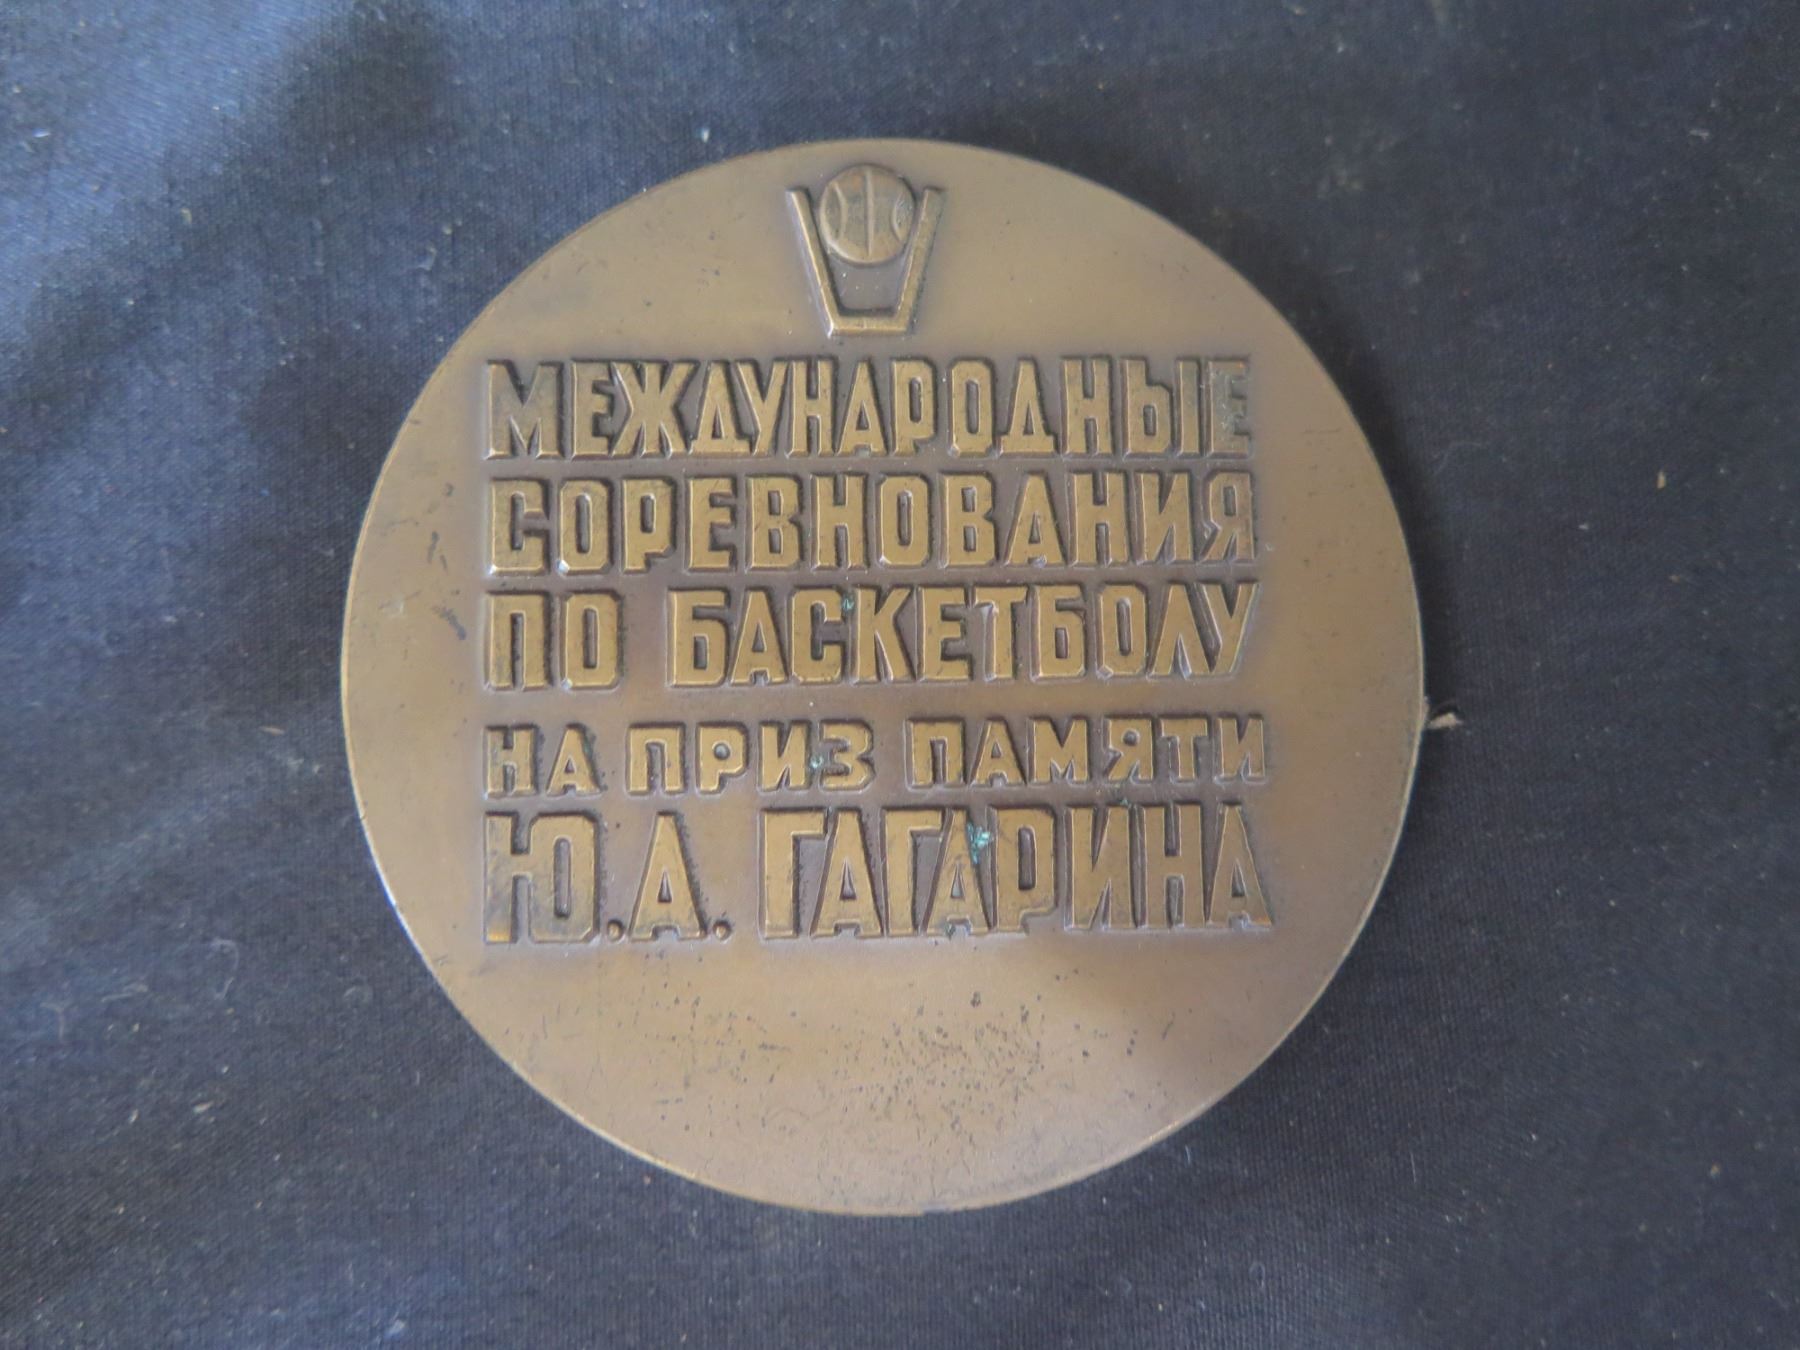 МЕЖДУНАРОДНЫЕ
СОРЕВНОВАНИЯ
ПО БАСКЕТБОЛУ
НА ПРИЗ ПАМЯТИ
Ю.А. ГАГАРИНА